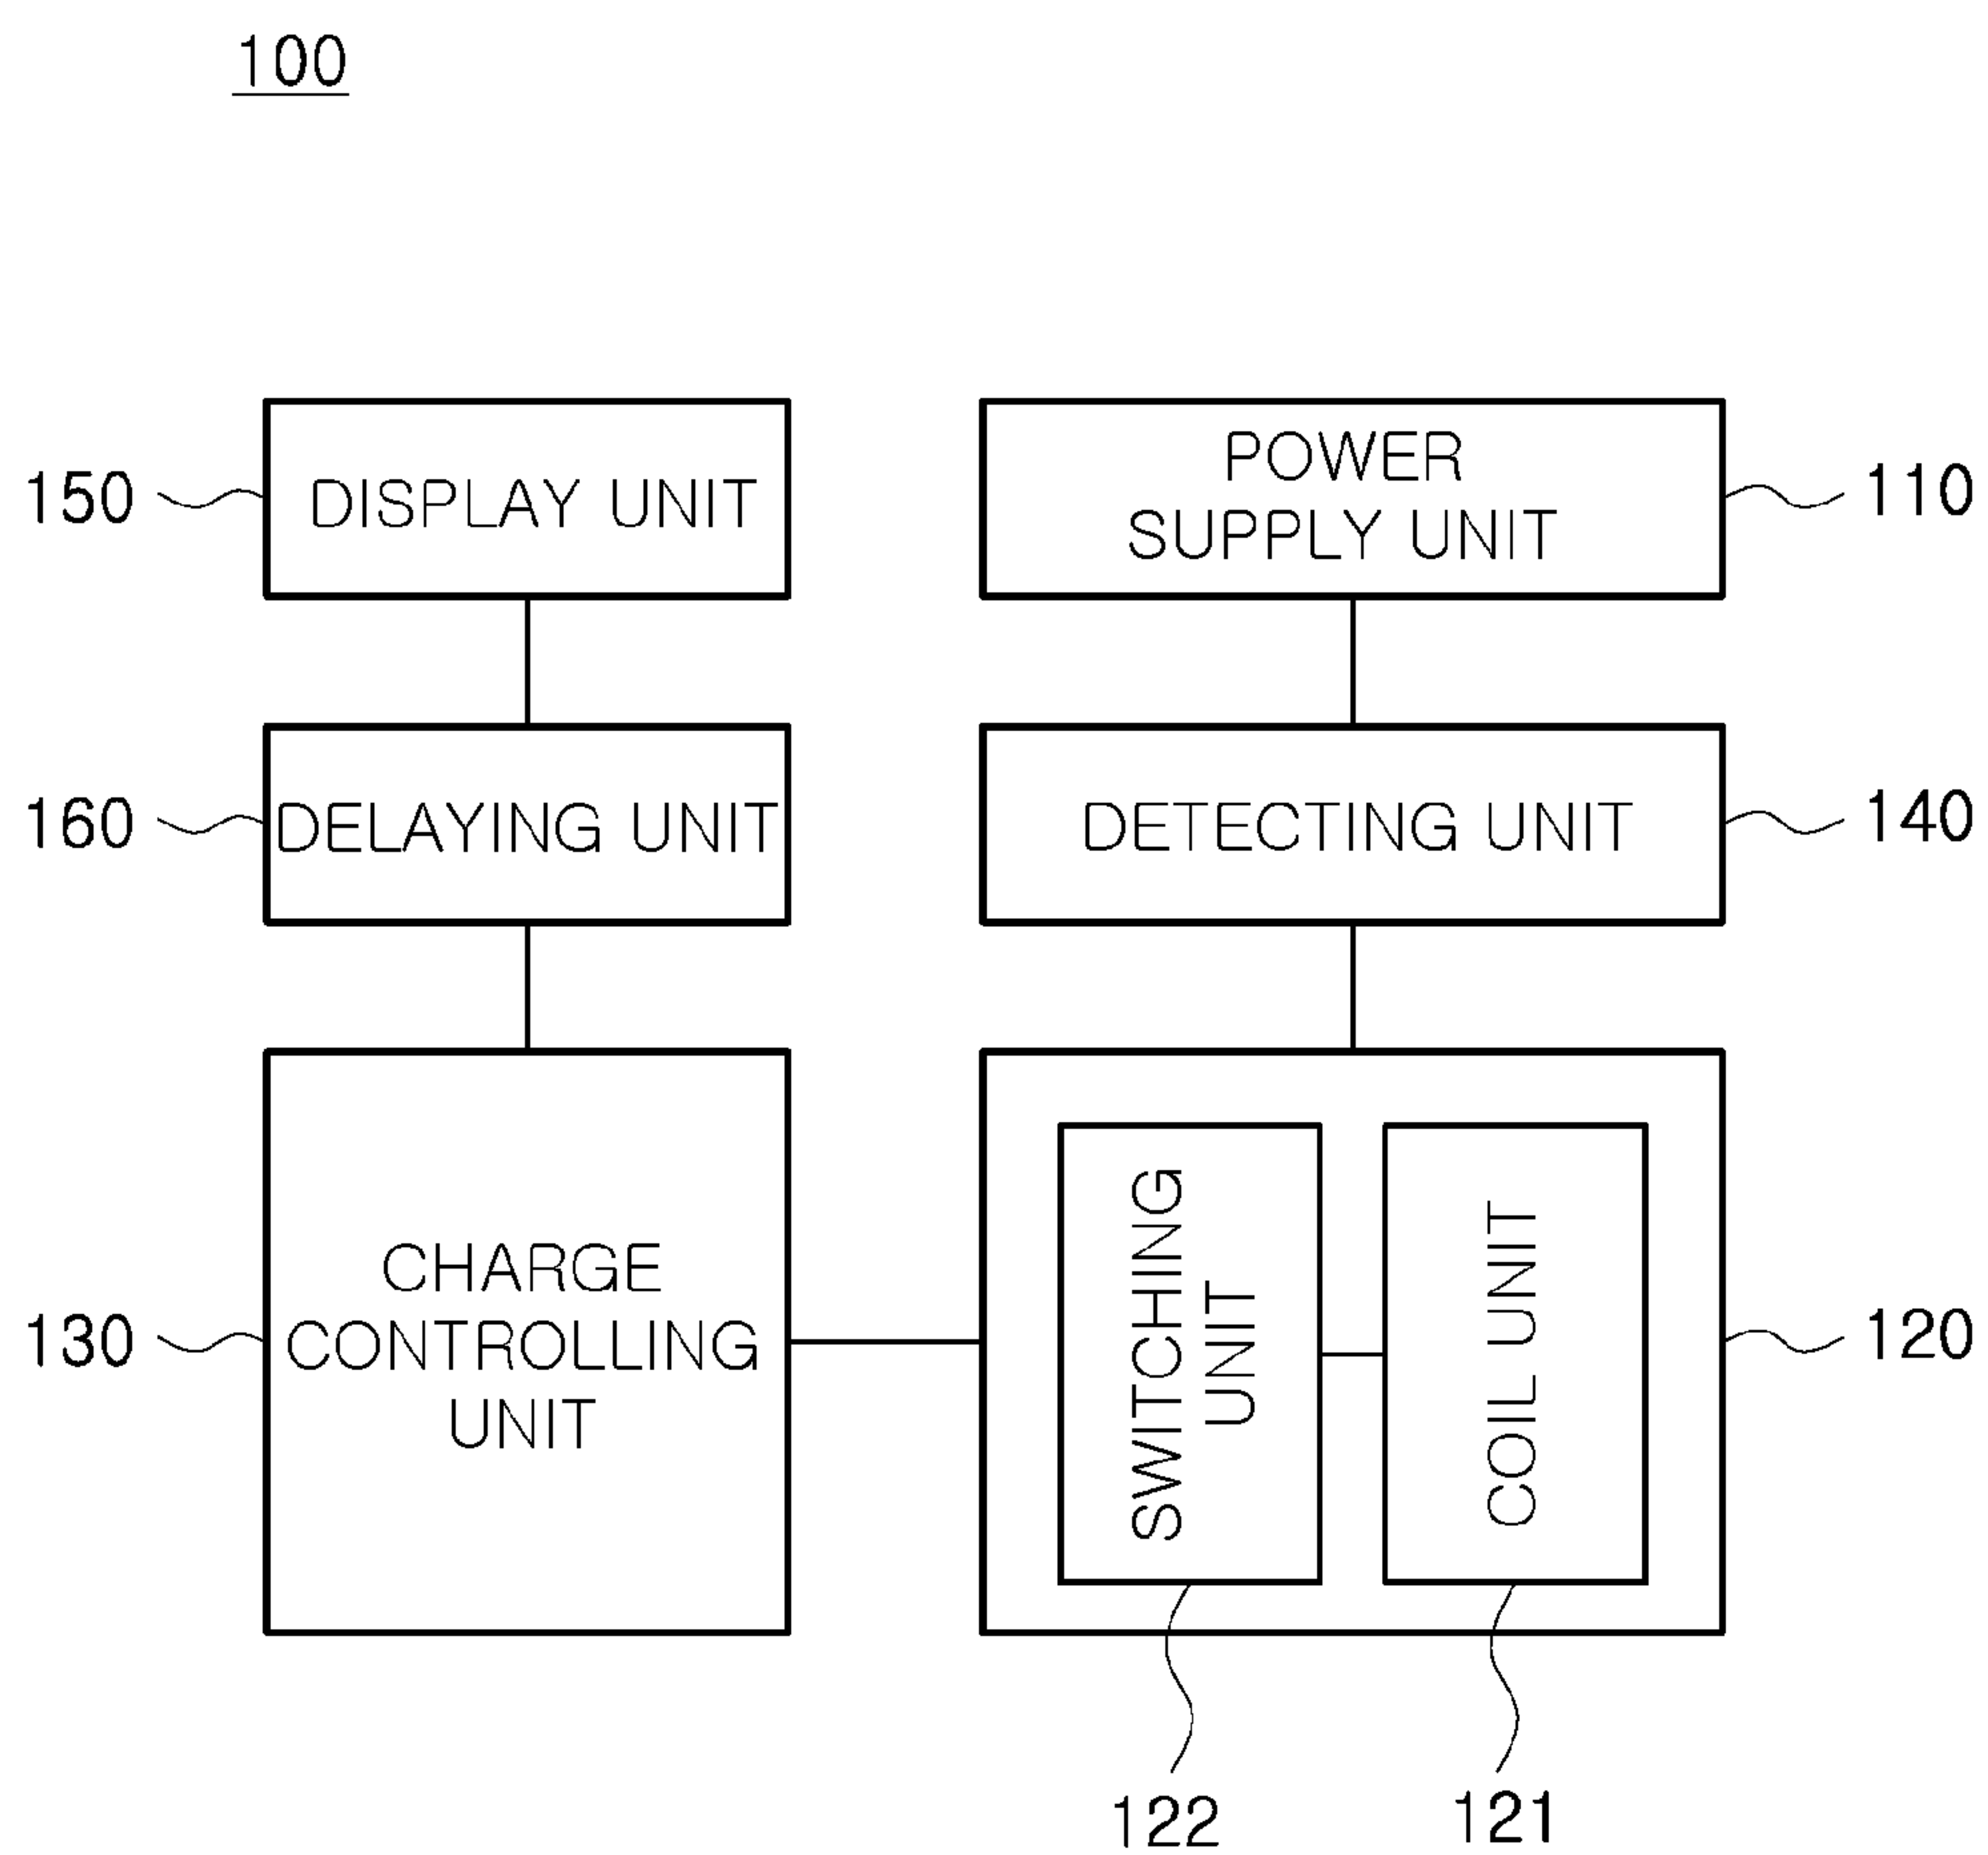 100
150
DISPLAY UNIT
POWER
SUPPLY UNIT
110
160
DELAYING UNIT
DETECTING UNIT
140
130
CHARGE
CONTROLLING
UNIT
SWITCHING
UNIT
COIL UNIT
120
122
121